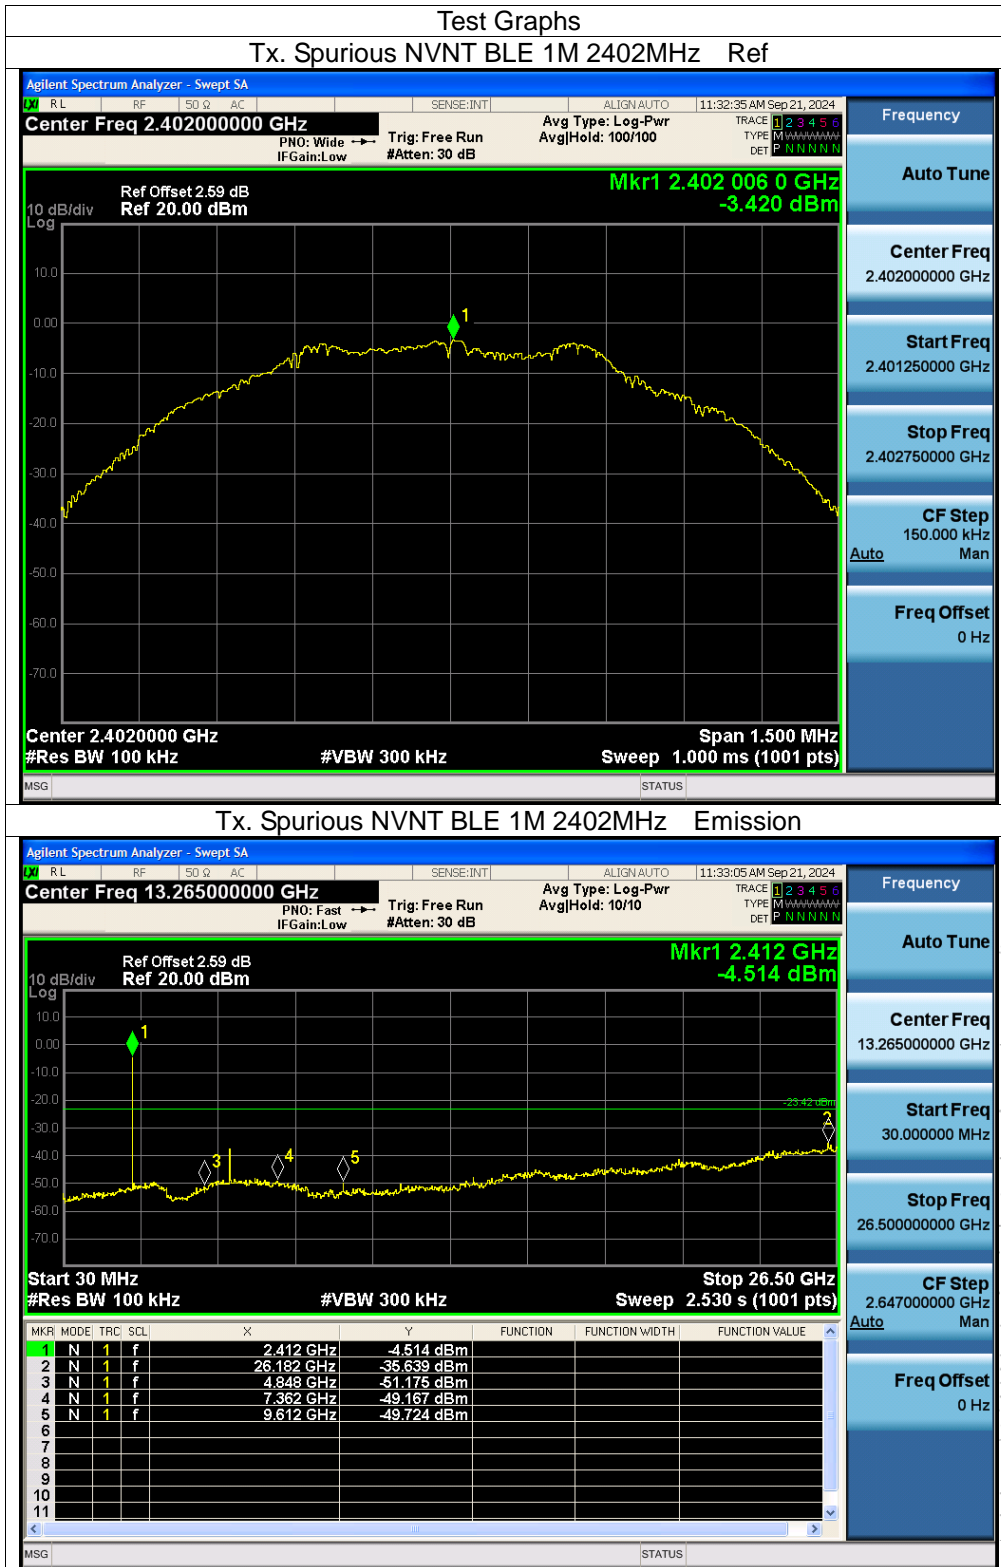 Test Graphs
Tx. Spurious NVNT BLE 1M 2402MHz Ref
Agilent Spectrum Analyzer - Swept SA
LXI RL RF 50 Ω AC SENSE:INT ALIGN AUTO 11:32:35 AM Sep 21, 2024
Center Freq 2.402000000 GHz
PNO: Wide
IFGain:Low
Trig: Free Run
#Atten: 30 dB
Avg Type: Log-Pwr
Avg|Hold: 100/100
TRACE 1 2 3 4 5 6
TYPE M
DET P N N N N N
Frequency
Mkr1 2.402 006 0 GHz
-3.420 dBm
Ref Offset 2.59 dB
10 dB/div Ref 20.00 dBm
Log
10.0
0.00
-10.0
-20.0
-30.0
-40.0
-50.0
-60.0
-70.0
1
Center 2.4020000 GHz
Span 1.500 MHz
#Res BW 100 kHz
#VBW 300 kHz
Sweep 1.000 ms (1001 pts)
Auto Tune
Center Freq
2.402000000 GHz
Start Freq
2.401250000 GHz
Stop Freq
2.402750000 GHz
CF Step
150.000 kHz
Auto Man
Freq Offset
0 Hz
MSG STATUS
Tx. Spurious NVNT BLE 1M 2402MHz Emission
Agilent Spectrum Analyzer - Swept SA
LXI RL RF 50 Ω AC SENSE:INT ALIGN AUTO 11:33:05 AM Sep 21, 2024
Center Freq 13.265000000 GHz
PNO: Fast
IFGain:Low
Trig: Free Run
#Atten: 30 dB
Avg Type: Log-Pwr
Avg|Hold: 10/10
TRACE 1 2 3 4 5 6
TYPE M
DET P N N N N N
Frequency
Mkr1 2.412 GHz
-4.514 dBm
Ref Offset 2.59 dB
10 dB/div Ref 20.00 dBm
Log
10.0
0.00
-10.0
-20.0
-30.0
-40.0
-50.0
-60.0
-70.0
1
-23.42 dBm
2
3
4
5
Start 30 MHz
Stop 26.50 GHz
#Res BW 100 kHz
#VBW 300 kHz
Sweep 2.530 s (1001 pts)
MKR MODE TRC SCL X Y FUNCTION FUNCTION WIDTH FUNCTION VALUE
1 N 1 f 2.412 GHz -4.514 dBm
2 N 1 f 26.182 GHz -35.639 dBm
3 N 1 f 4.848 GHz -51.175 dBm
4 N 1 f 7.362 GHz -49.167 dBm
5 N 1 f 9.612 GHz -49.724 dBm
6
7
8
9
10
11
Auto Tune
Center Freq
13.265000000 GHz
Start Freq
30.000000 MHz
Stop Freq
26.500000000 GHz
CF Step
2.647000000 GHz
Auto Man
Freq Offset
0 Hz
MSG STATUS